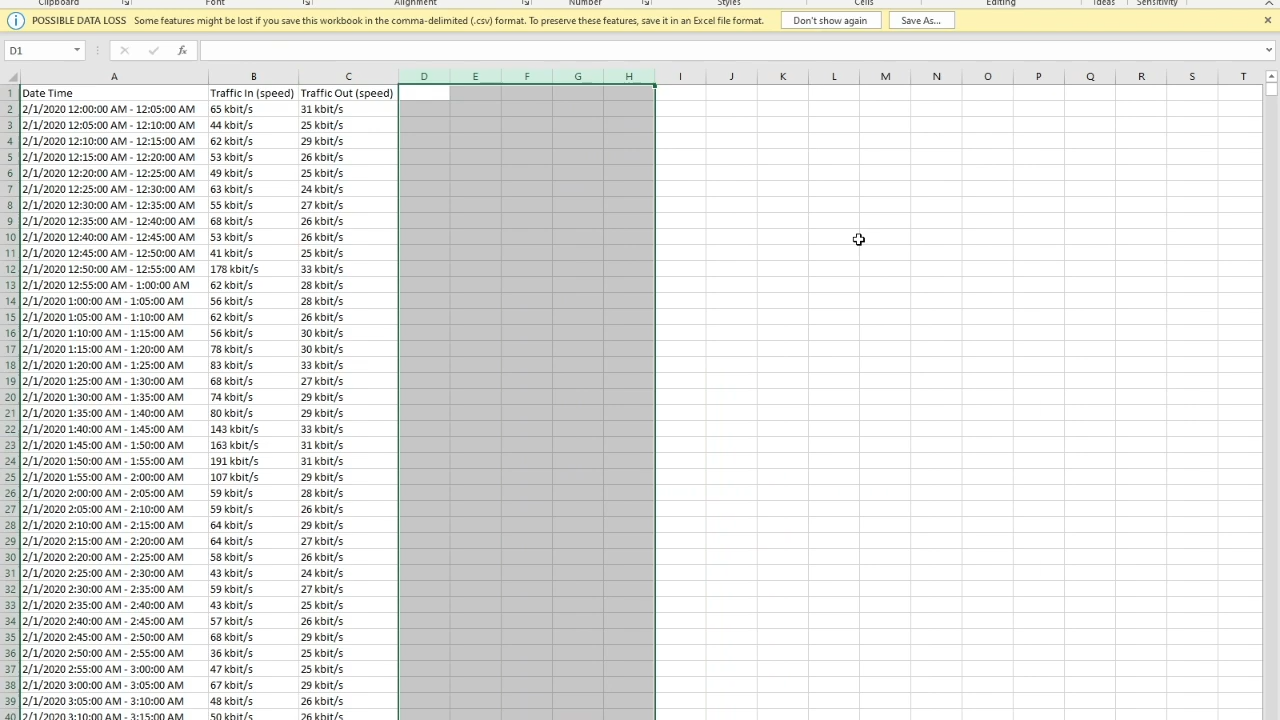 Clipboard Font Alignment Number Styles Cells Editing Ideas Sensitivity
POSSIBLE DATA LOSS Some features might be lost if you save this workbook in the comma-delimited (.csv) format. To preserve these features, save it in an Excel file format. Don't show again Save As...
D1 fx
A B C D E F G H I J K L M N O P Q R S T
1 Date Time Traffic In (speed) Traffic Out (speed)
2 2/1/2020 12:00:00 AM - 12:05:00 AM 65 kbit/s 31 kbit/s
3 2/1/2020 12:05:00 AM - 12:10:00 AM 44 kbit/s 25 kbit/s
4 2/1/2020 12:10:00 AM - 12:15:00 AM 62 kbit/s 29 kbit/s
5 2/1/2020 12:15:00 AM - 12:20:00 AM 53 kbit/s 26 kbit/s
6 2/1/2020 12:20:00 AM - 12:25:00 AM 49 kbit/s 25 kbit/s
7 2/1/2020 12:25:00 AM - 12:30:00 AM 63 kbit/s 24 kbit/s
8 2/1/2020 12:30:00 AM - 12:35:00 AM 55 kbit/s 27 kbit/s
9 2/1/2020 12:35:00 AM - 12:40:00 AM 68 kbit/s 26 kbit/s
10 2/1/2020 12:40:00 AM - 12:45:00 AM 53 kbit/s 26 kbit/s
11 2/1/2020 12:45:00 AM - 12:50:00 AM 41 kbit/s 25 kbit/s
12 2/1/2020 12:50:00 AM - 12:55:00 AM 178 kbit/s 33 kbit/s
13 2/1/2020 12:55:00 AM - 1:00:00 AM 62 kbit/s 28 kbit/s
14 2/1/2020 1:00:00 AM - 1:05:00 AM 56 kbit/s 28 kbit/s
15 2/1/2020 1:05:00 AM - 1:10:00 AM 62 kbit/s 26 kbit/s
16 2/1/2020 1:10:00 AM - 1:15:00 AM 56 kbit/s 30 kbit/s
17 2/1/2020 1:15:00 AM - 1:20:00 AM 78 kbit/s 30 kbit/s
18 2/1/2020 1:20:00 AM - 1:25:00 AM 83 kbit/s 33 kbit/s
19 2/1/2020 1:25:00 AM - 1:30:00 AM 68 kbit/s 27 kbit/s
20 2/1/2020 1:30:00 AM - 1:35:00 AM 74 kbit/s 29 kbit/s
21 2/1/2020 1:35:00 AM - 1:40:00 AM 80 kbit/s 29 kbit/s
22 2/1/2020 1:40:00 AM - 1:45:00 AM 143 kbit/s 33 kbit/s
23 2/1/2020 1:45:00 AM - 1:50:00 AM 163 kbit/s 31 kbit/s
24 2/1/2020 1:50:00 AM - 1:55:00 AM 191 kbit/s 31 kbit/s
25 2/1/2020 1:55:00 AM - 2:00:00 AM 107 kbit/s 29 kbit/s
26 2/1/2020 2:00:00 AM - 2:05:00 AM 59 kbit/s 28 kbit/s
27 2/1/2020 2:05:00 AM - 2:10:00 AM 59 kbit/s 26 kbit/s
28 2/1/2020 2:10:00 AM - 2:15:00 AM 64 kbit/s 29 kbit/s
29 2/1/2020 2:15:00 AM - 2:20:00 AM 64 kbit/s 27 kbit/s
30 2/1/2020 2:20:00 AM - 2:25:00 AM 58 kbit/s 26 kbit/s
31 2/1/2020 2:25:00 AM - 2:30:00 AM 43 kbit/s 24 kbit/s
32 2/1/2020 2:30:00 AM - 2:35:00 AM 59 kbit/s 27 kbit/s
33 2/1/2020 2:35:00 AM - 2:40:00 AM 43 kbit/s 25 kbit/s
34 2/1/2020 2:40:00 AM - 2:45:00 AM 57 kbit/s 26 kbit/s
35 2/1/2020 2:45:00 AM - 2:50:00 AM 68 kbit/s 29 kbit/s
36 2/1/2020 2:50:00 AM - 2:55:00 AM 36 kbit/s 25 kbit/s
37 2/1/2020 2:55:00 AM - 3:00:00 AM 47 kbit/s 25 kbit/s
38 2/1/2020 3:00:00 AM - 3:05:00 AM 67 kbit/s 29 kbit/s
39 2/1/2020 3:05:00 AM - 3:10:00 AM 48 kbit/s 26 kbit/s
40 2/1/2020 3:10:00 AM - 3:15:00 AM 50 kbit/s 26 kbit/s